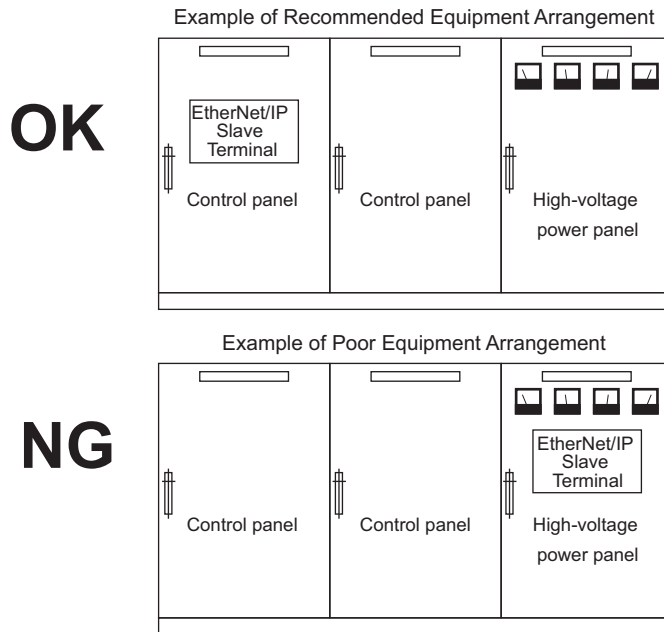 Example of Recommended Equipment Arrangement
OK
EtherNet/IP
Slave
Terminal
Control panel
Control panel
High-voltage
power panel
Example of Poor Equipment Arrangement
NG
EtherNet/IP
Slave
Terminal
Control panel
Control panel
High-voltage
power panel